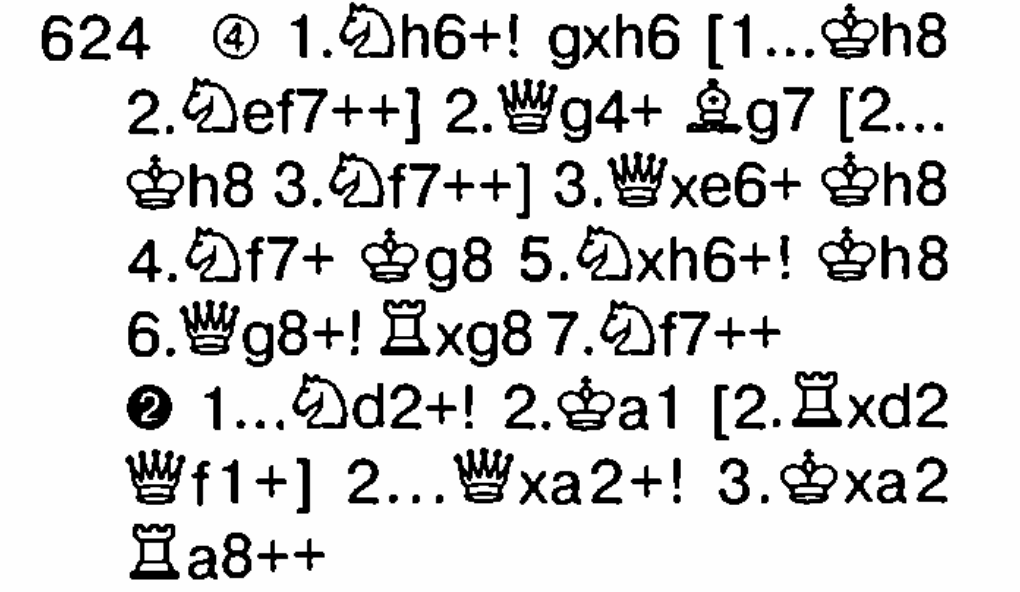 624 ④ 1.♘h6+! gxh6 [1...♔h8
2.♘ef7++] 2.♕g4+ ♗g7 [2...
♔h8 3.♘f7++] 3.♕xe6+ ♔h8
4.♘f7+ ♔g8 5.♘xh6+! ♔h8
6.♕g8+! ♖xg8 7.♘f7++
❷ 1...♘d2+! 2.♔a1 [2.♖xd2
♕f1+] 2...♕xa2+! 3.♔xa2
♖a8++